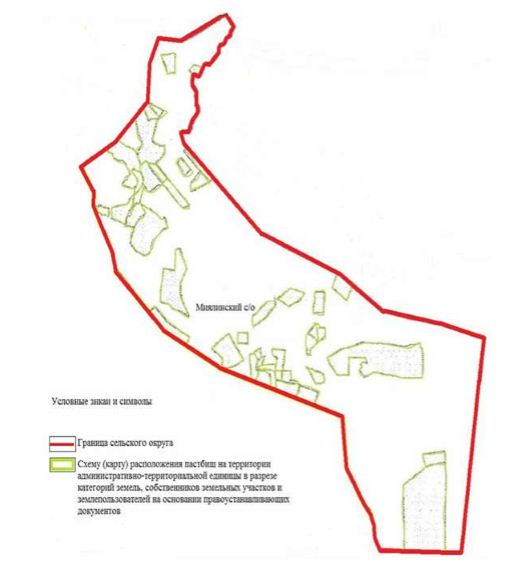 Миялинский с/о
Условные знкаи и символы
Граница сельского округа
Схему (карту) расположения пастбищ на территории
административно-территориальной единицы в разрезе
категорий земель, собственников земельных участков и
землепользователей на основании правоустанавливающих
документов